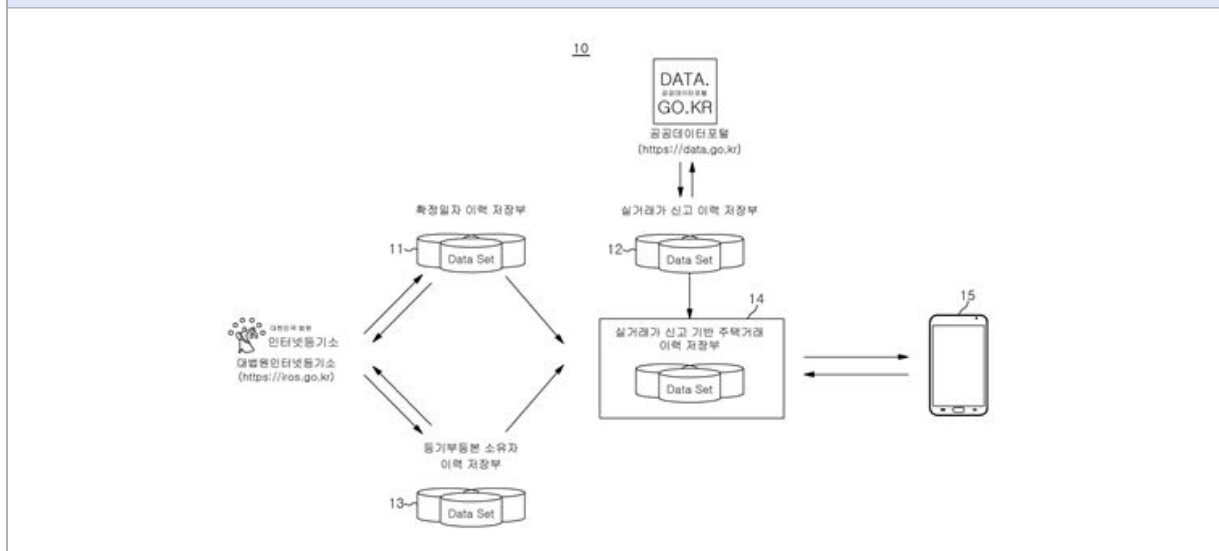 10
DATA.
공공데이터포털
GO.KR
공공데이터포털
(https://data.go.kr)
확정일자 이력 저장부
11
Data Set
실거래가 신고 이력 저장부
12
Data Set
대한민국 법원
인터넷등기소
대법원인터넷등기소
(https://iros.go.kr)
14
실거래가 신고 기반 주택거래
이력 저장부
Data Set
15
등기부등본 소유자
이력 저장부
13
Data Set